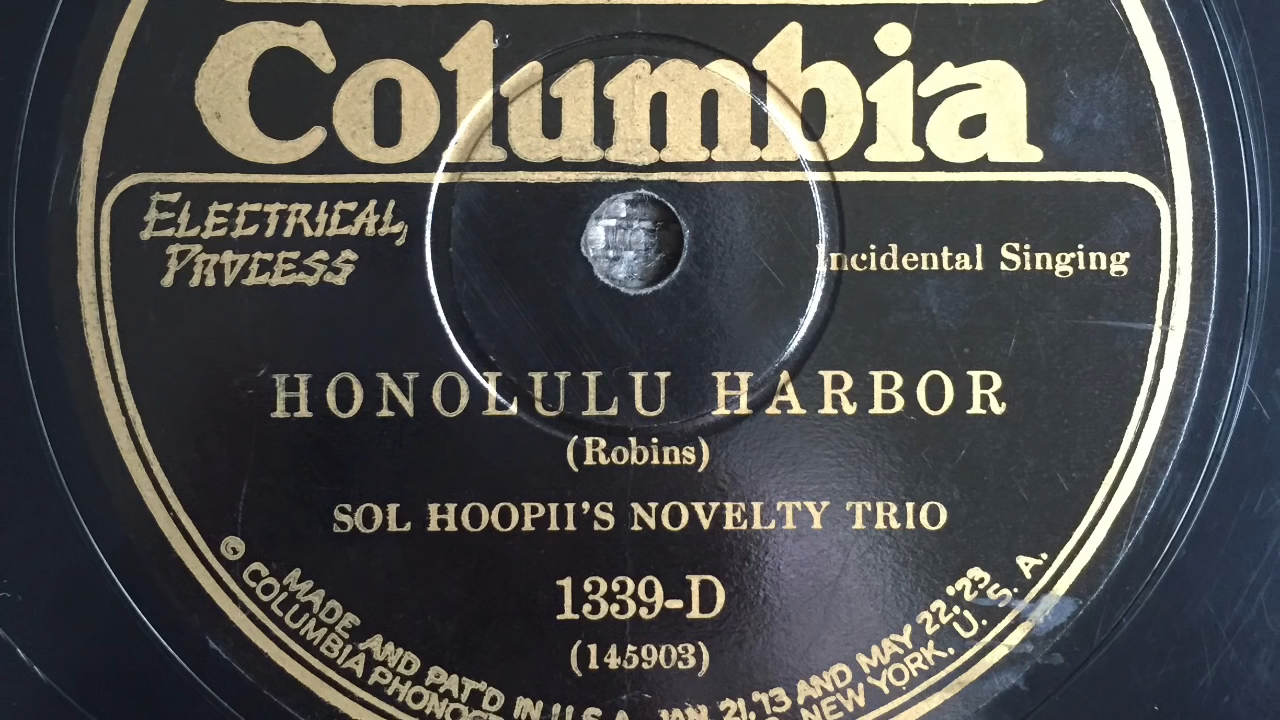 Columbia
ELECTRICAL
PROCESS
Incidental Singing
HONOLULU HARBOR
(Robins)
SOL HOOPII'S NOVELTY TRIO
1339-D
(145903)
MADE AND PAT'D IN U.S.A. JAN 21,'13 AND MAY 22,'23
© COLUMBIA NEW YORK, U. S. A.